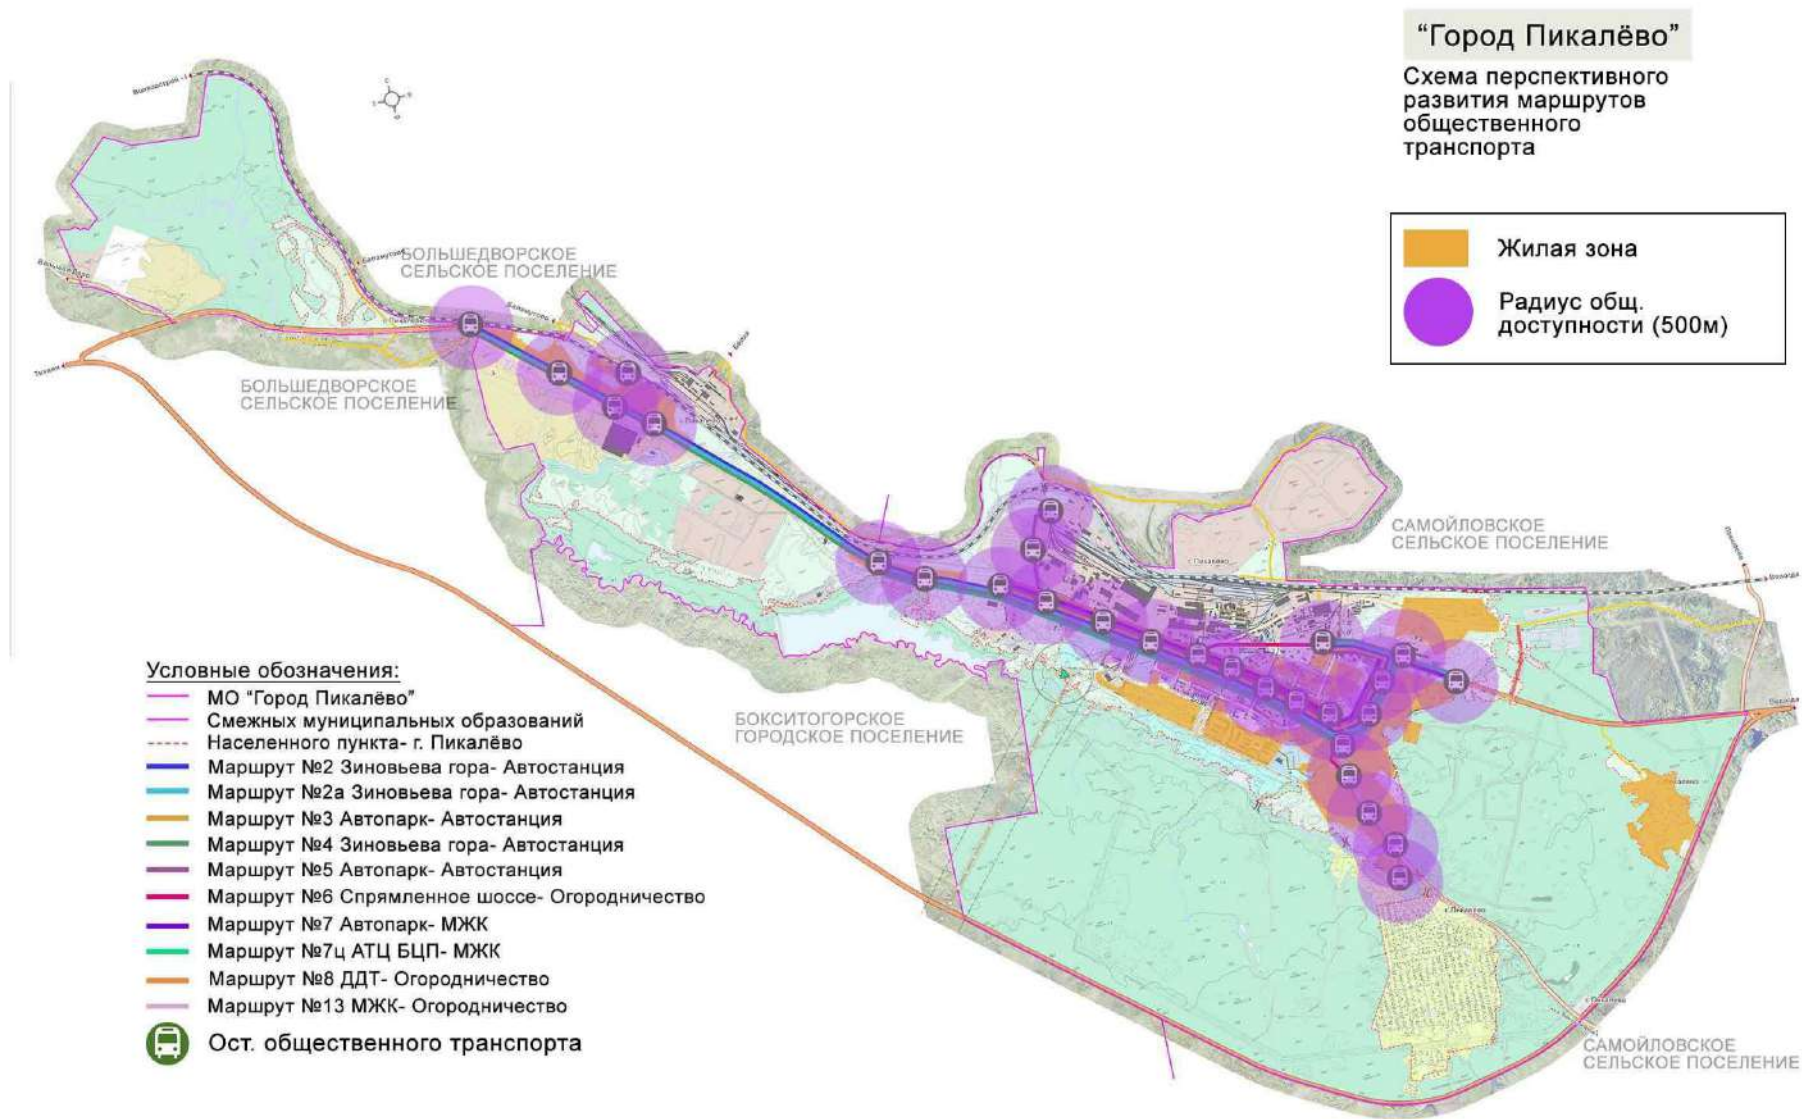 “Город Пикалёво”
Схема перспективного
развития маршрутов
общественного
транспорта
Жилая зона
Радиус общ.
доступности (500м)
БОЛЬШЕДВОРСКОЕ
СЕЛЬСКОЕ ПОСЕЛЕНИЕ
БОЛЬШЕДВОРСКОЕ
СЕЛЬСКОЕ ПОСЕЛЕНИЕ
САМОЙЛОВСКОЕ
СЕЛЬСКОЕ ПОСЕЛЕНИЕ
БОКСИТОГОРСКОЕ
ГОРОДСКОЕ ПОСЕЛЕНИЕ
САМОЙЛОВСКОЕ
СЕЛЬСКОЕ ПОСЕЛЕНИЕ
Условные обозначения:
МО “Город Пикалёво”
Смежных муниципальных образований
Населенного пункта- г. Пикалёво
Маршрут №2 Зиновьева гора- Автостанция
Маршрут №2а Зиновьева гора- Автостанция
Маршрут №3 Автопарк- Автостанция
Маршрут №4 Зиновьева гора- Автостанция
Маршрут №5 Автопарк- Автостанция
Маршрут №6 Спрямленное шоссе- Огородничество
Маршрут №7 Автопарк- МЖК
Маршрут №7ц АТЦ БЦП- МЖК
Маршрут №8 ДДТ- Огородничество
Маршрут №13 МЖК- Огородничество
Ост. общественного транспорта